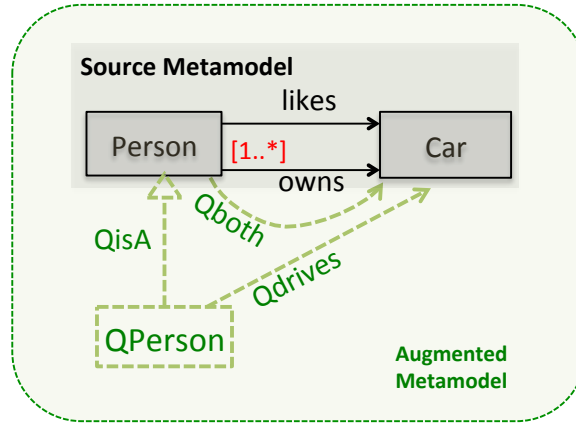 Source Metamodel
likes
Person
[1..*]
Car
owns
Qboth
QisA
Qdrives
QPerson
Augmented
Metamodel